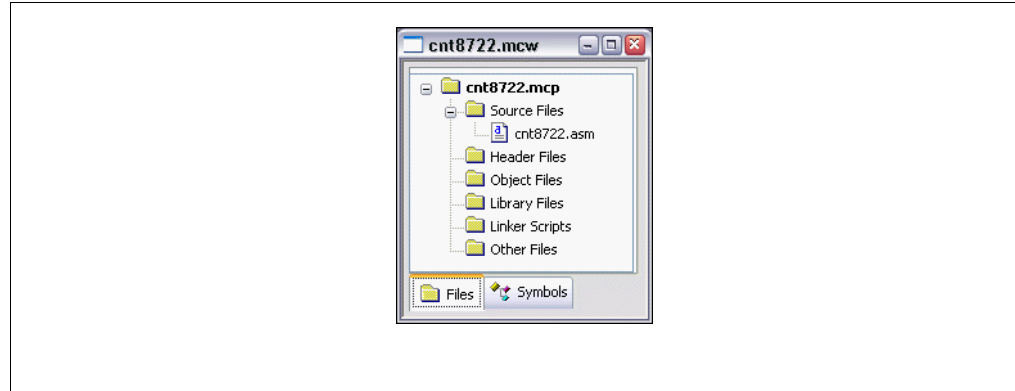 cnt8722.mcw
cnt8722.mcp
Source Files
cnt8722.asm
Header Files
Object Files
Library Files
Linker Scripts
Other Files
Files Symbols